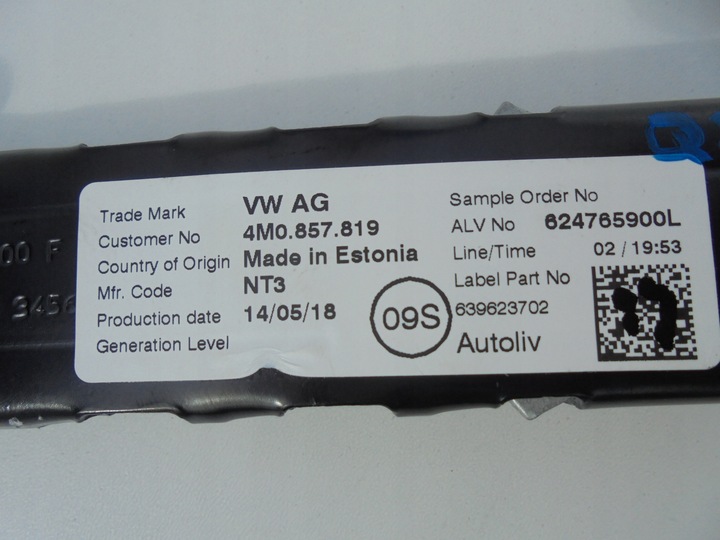 Trade Mark VW AG
Customer No 4M0.857.819
Country of Origin Made in Estonia
Mfr. Code NT3
Production date 14/05/18
Generation Level
09S
Sample Order No
ALV No 624765900L
Line/Time 02 / 19:53
Label Part No
639623702
Autoliv
00 F